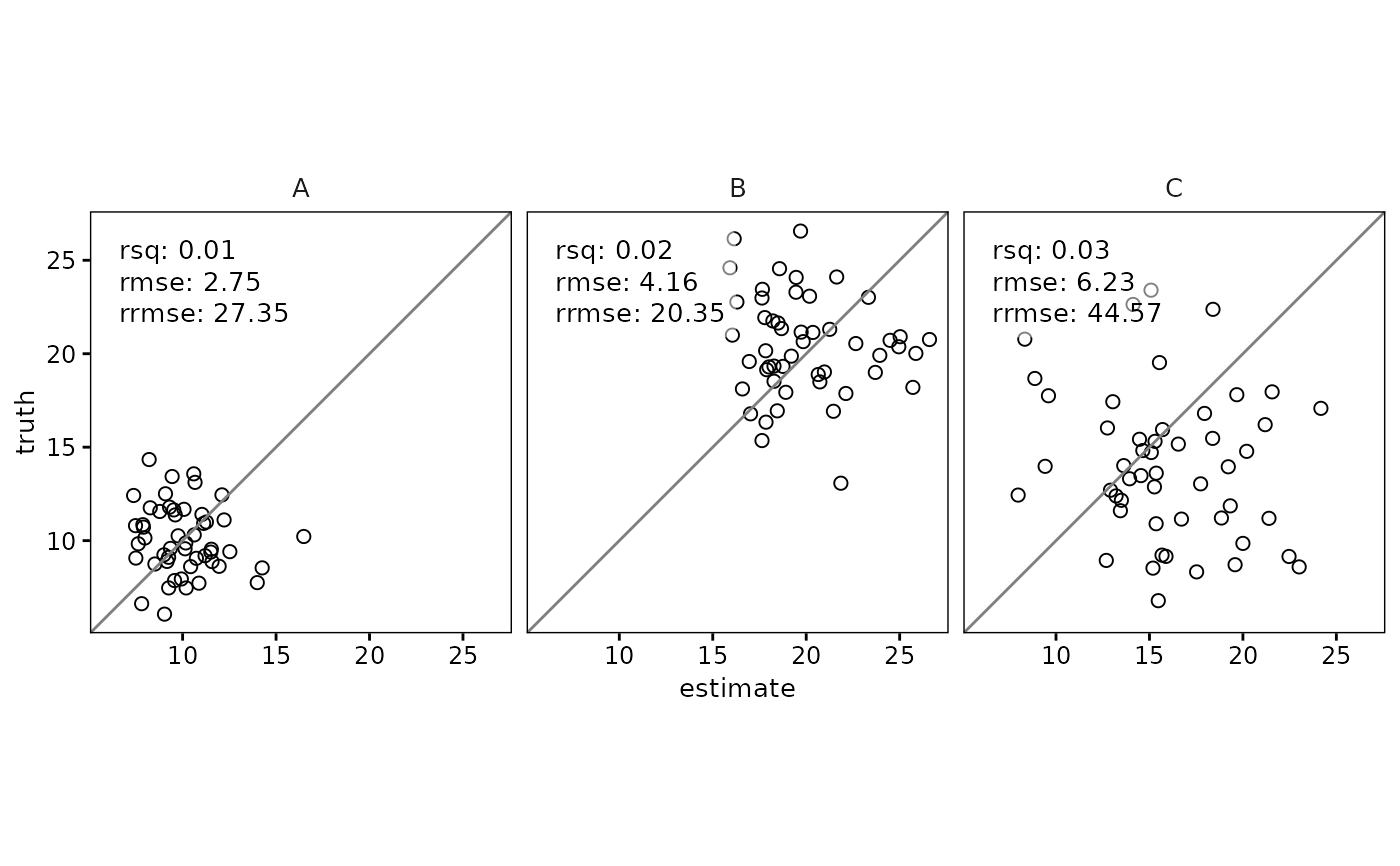 A
B
C
rsq: 0.01
rmse: 2.75
rrmse: 27.35
rsq: 0.02
rmse: 4.16
rrmse: 20.35
rsq: 0.03
rmse: 6.23
rrmse: 44.57
25
20
15
10
truth
10 15 20 25
10 15 20 25
10 15 20 25
estimate